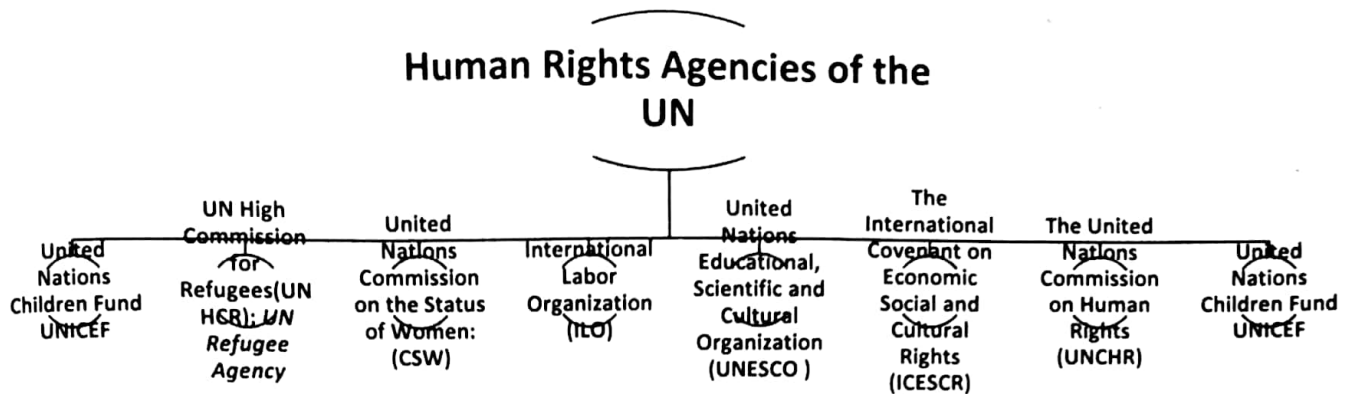 Human Rights Agencies of the
UN
United
Nations
Children Fund
UNICEF
UN High
Commission
for
Refugees(UN
HCR): UN
Refugee
Agency
United
Nations
Commission
on the Status
of Women:
(CSW)
International
Labor
Organization
(ILO)
United
Nations
Educational,
Scientific and
Cultural
Organization
(UNESCO )
The
International
Covenant on
Economic
Social and
Cultural
Rights
(ICESCR)
The United
Nations
Commission
on Human
Rights
(UNCHR)
United
Nations
Children Fund
UNICEF